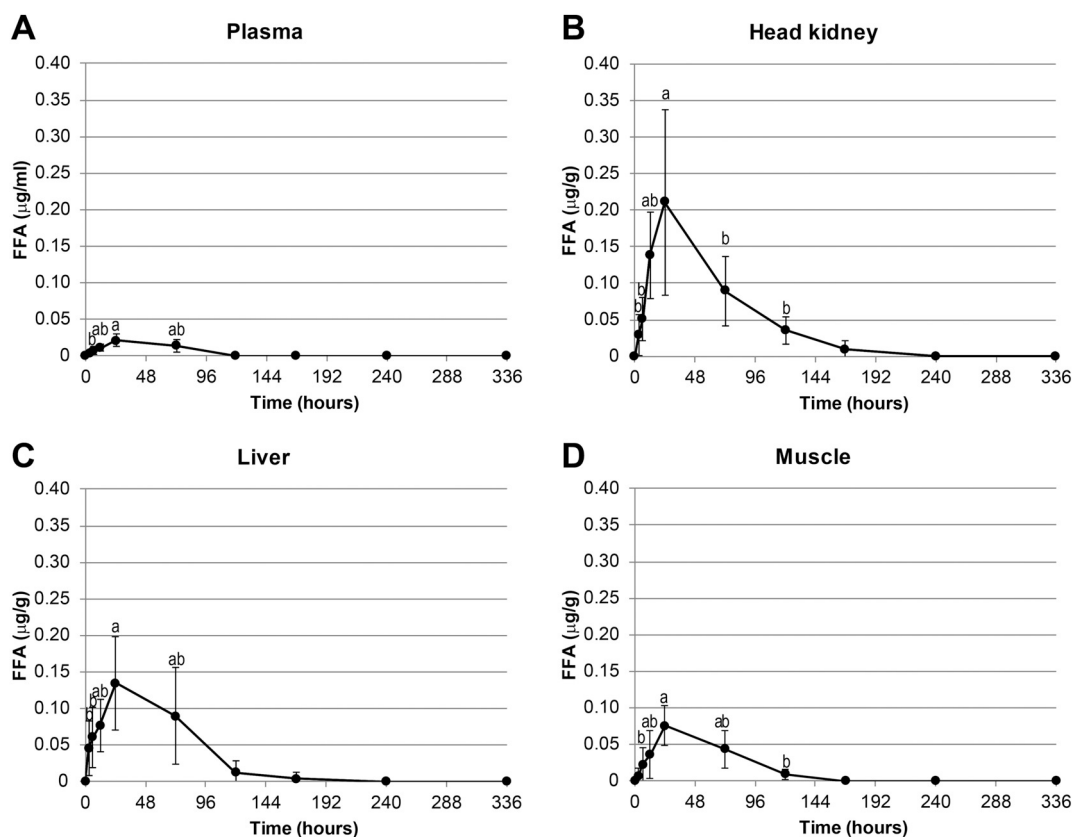 A Plasma
0.40
0.35
0.30
0.25
0.20
0.15
0.10
0.05
0
FFA (µg/ml)
b ab a ab
0 48 96 144 192 240 288 336
Time (hours)
B Head kidney
0.40
0.35
0.30
0.25
0.20
0.15
0.10
0.05
0
FFA (µg/g)
b b ab a b b
0 48 96 144 192 240 288 336
Time (hours)
C Liver
0.40
0.35
0.30
0.25
0.20
0.15
0.10
0.05
0
FFA (µg/g)
b b ab a ab
0 48 96 144 192 240 288 336
Time (hours)
D Muscle
0.40
0.35
0.30
0.25
0.20
0.15
0.10
0.05
0
FFA (µg/g)
b ab a ab b
0 48 96 144 192 240 288 336
Time (hours)